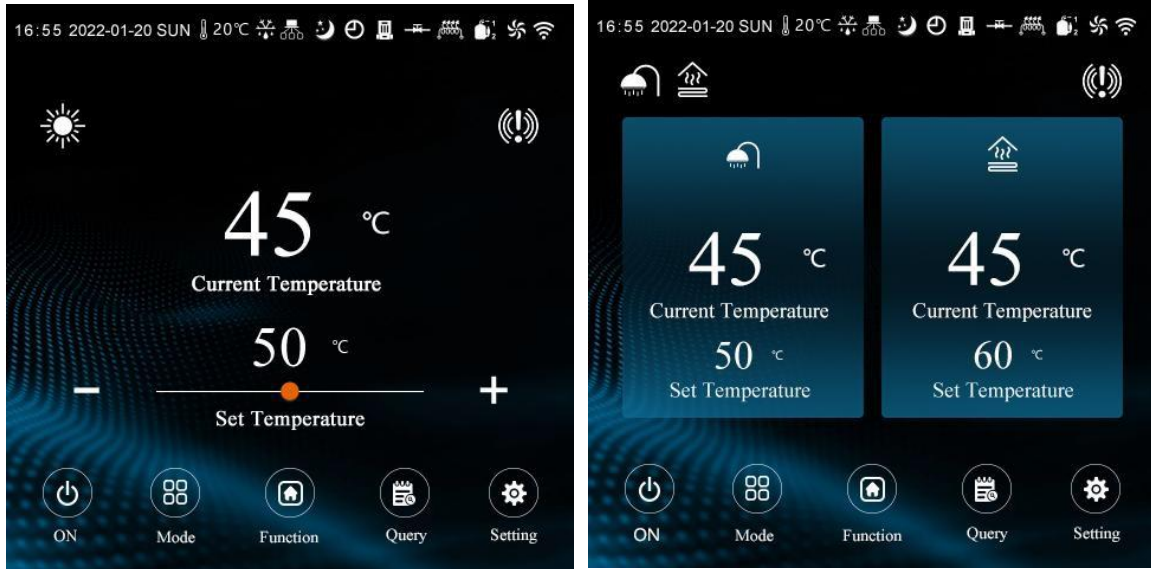 16:55 2022-01-20 SUN 20℃
45 ℃
Current Temperature
50 ℃
Set Temperature
ON Mode Function Query Setting
16:55 2022-01-20 SUN 20℃
45 ℃
Current Temperature
50 ℃
Set Temperature
45 ℃
Current Temperature
60 ℃
Set Temperature
ON Mode Function Query Setting